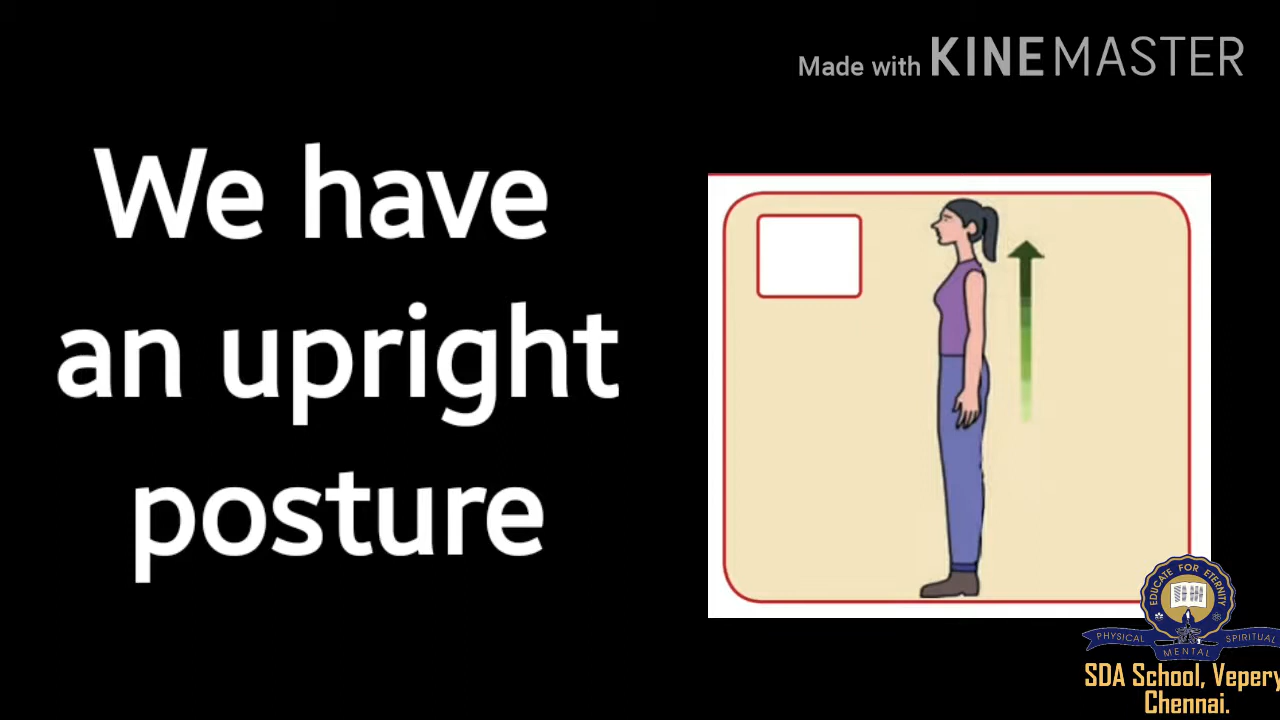 Made with KINEMASTER
We have
an upright
posture
EDUCATE FOR ETERNITY
PHYSICAL MENTAL SPIRITUAL
SDA School, Vepery
Chennai.